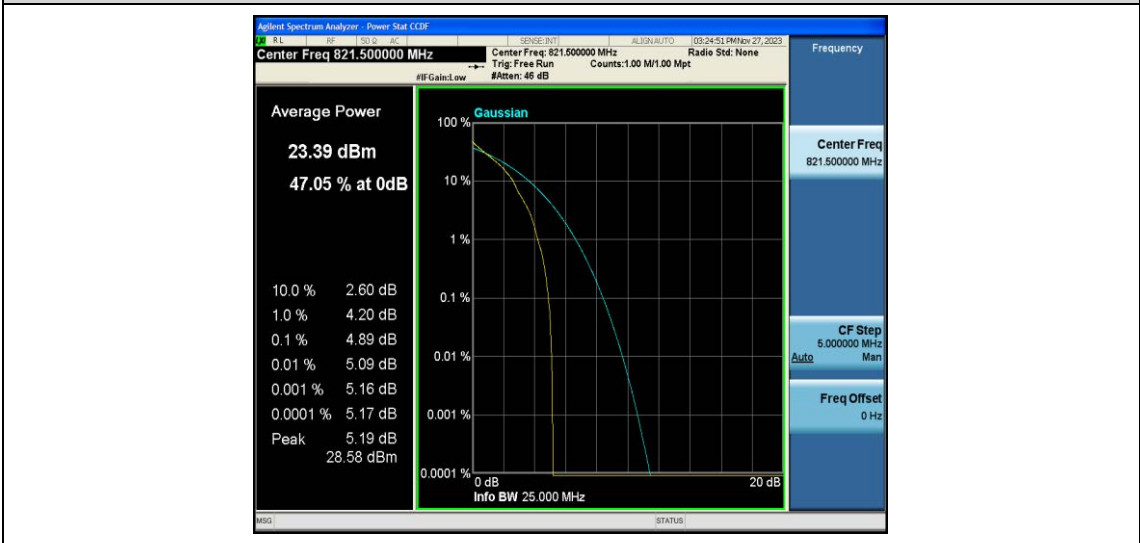 Agilent Spectrum Analyzer - Power Stat CCDF
RL RF 50 Ω AC SENSE:INT ALIGN AUTO 03:24:51 PM Nov 27, 2023
Center Freq 821.500000 MHz
Center Freq: 821.500000 MHz Radio Std: None
Trig: Free Run Counts:1.00 M/1.00 Mpt
#IFGain:Low #Atten: 46 dB
Frequency
Average Power
23.39 dBm
47.05 % at 0dB
10.0 % 2.60 dB
1.0 % 4.20 dB
0.1 % 4.89 dB
0.01 % 5.09 dB
0.001 % 5.16 dB
0.0001 % 5.17 dB
Peak 5.19 dB
28.58 dBm
Gaussian
100 %
10 %
1 %
0.1 %
0.01 %
0.001 %
0.0001 %
0 dB 20 dB
Info BW 25.000 MHz
Center Freq
821.500000 MHz
CF Step
5.000000 MHz
Auto Man
Freq Offset
0 Hz
MSG STATUS